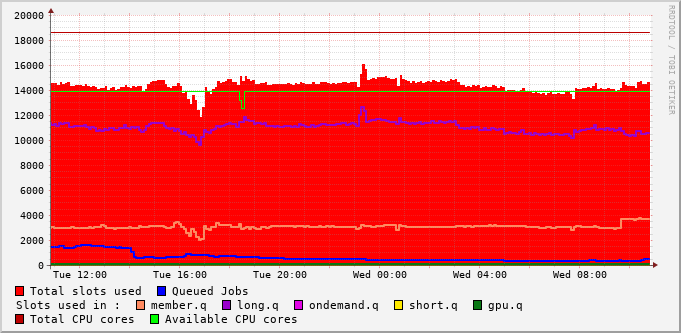 20000
18000
16000
14000
12000
10000
8000
6000
4000
2000
0
Tue 12:00 Tue 16:00 Tue 20:00 Wed 00:00 Wed 04:00 Wed 08:00
RRDTOOL / TOBI OETIKER
Total slots used Queued Jobs
Slots used in : member.q long.q ondemand.q short.q gpu.q
Total CPU cores Available CPU cores